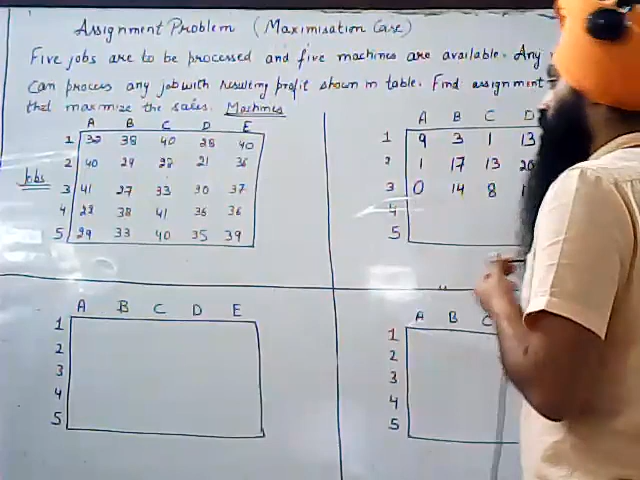 Assignment Problem (Maximisation Case)
Five jobs are to be processed and five machines are available. Any
can process any job with resulting profit shown in table. Find assignment
that maximize the sales. Machines
A B C D E
1 32 38 40 28 40
2 40 24 28 21 36
Jobs
3 41 27 33 30 37
4 22 38 41 36 36
5 29 33 40 35 39
A B C D
1 9 3 1 13
2 1 17 13 20
3 0 14 8
4
5
A B C D E
1
2
3
4
5
A B C
1
2
3
4
5